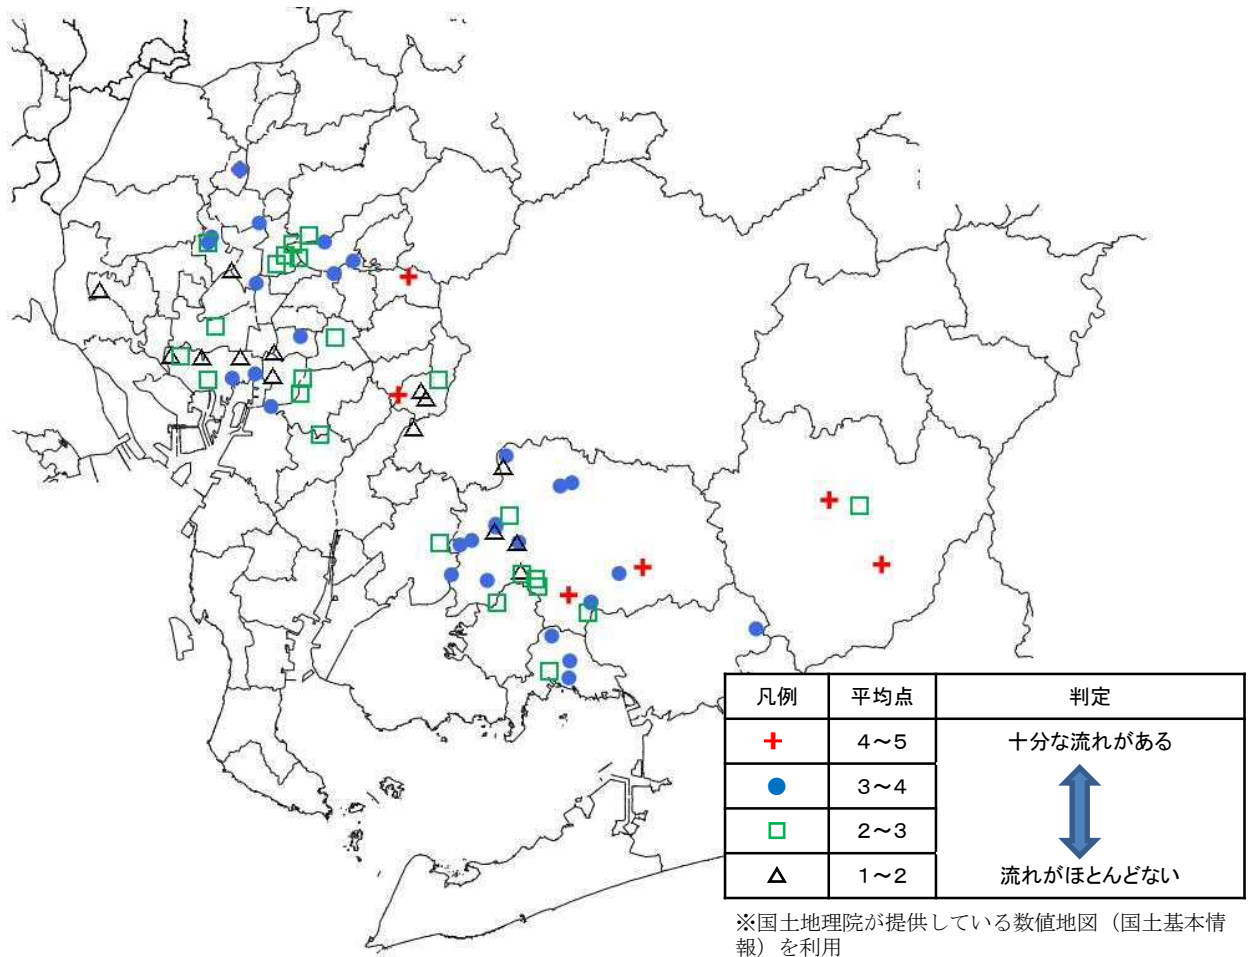 凡例 平均点 判定
4～5 十分な流れがある
3～4
2～3
1～2 流れがほとんどない
※国土地理院が提供している数値地図（国土基本情
報）を利用